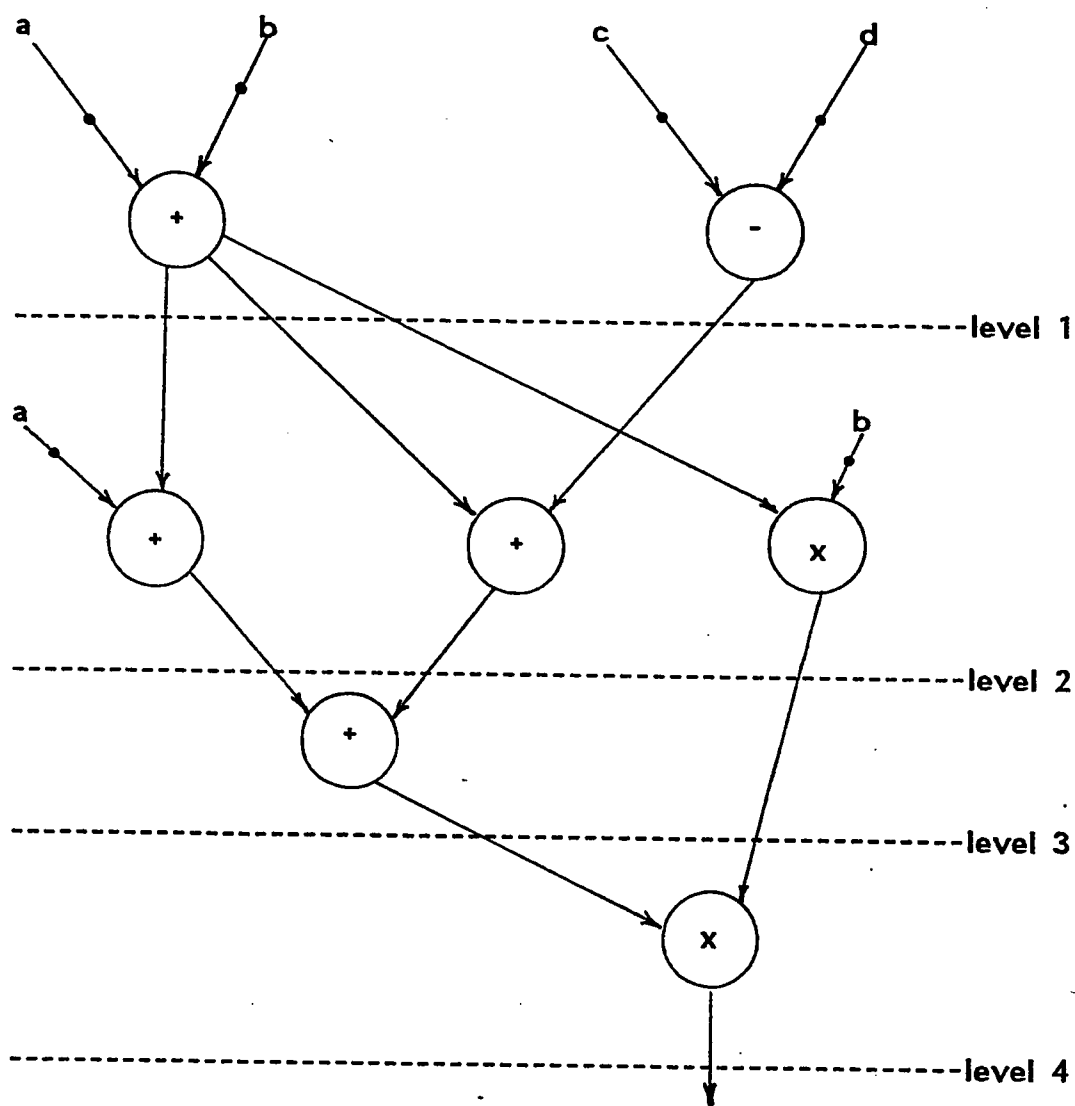 a b c d
+ -
level 1
a b
+ + x
level 2
+
level 3
x
level 4